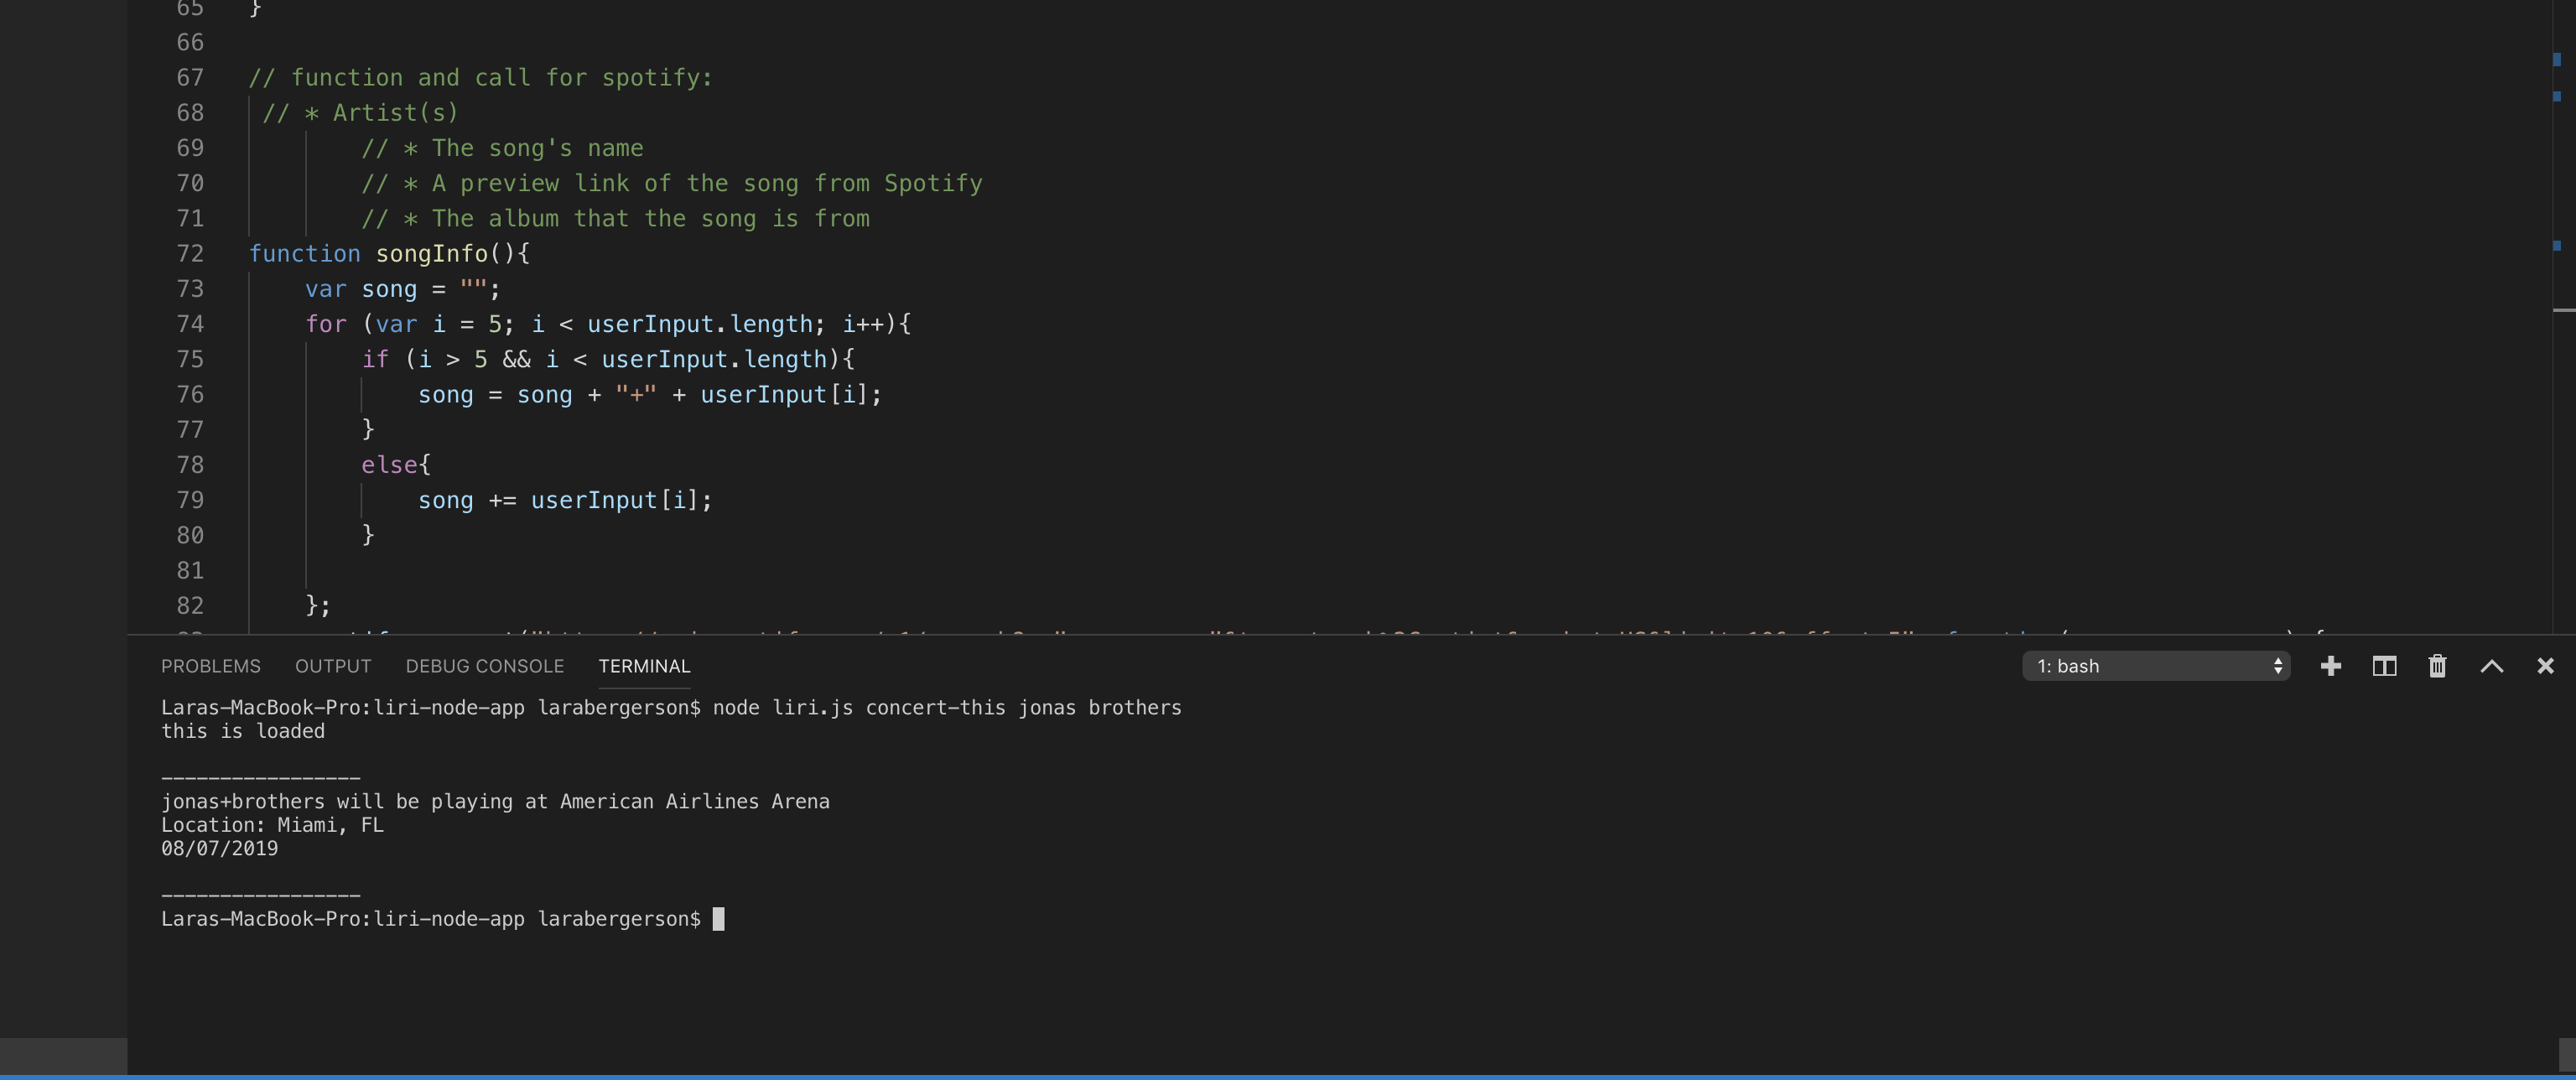 65 }
66
67 // function and call for spotify:
68 // * Artist(s)
69 // * The song's name
70 // * A preview link of the song from Spotify
71 // * The album that the song is from
72 function songInfo(){
73 var song = "";
74 for (var i = 5; i < userInput.length; i++){
75 if (i > 5 && i < userInput.length){
76 song = song + "+" + userInput[i];
77 }
78 else{
79 song += userInput[i];
80 }
81
82 };
PROBLEMS OUTPUT DEBUG CONSOLE TERMINAL 1: bash
Laras-MacBook-Pro:liri-node-app larabergerson$ node liri.js concert-this jonas brothers
this is loaded
-----------------
jonas+brothers will be playing at American Airlines Arena
Location: Miami, FL
08/07/2019
-----------------
Laras-MacBook-Pro:liri-node-app larabergerson$